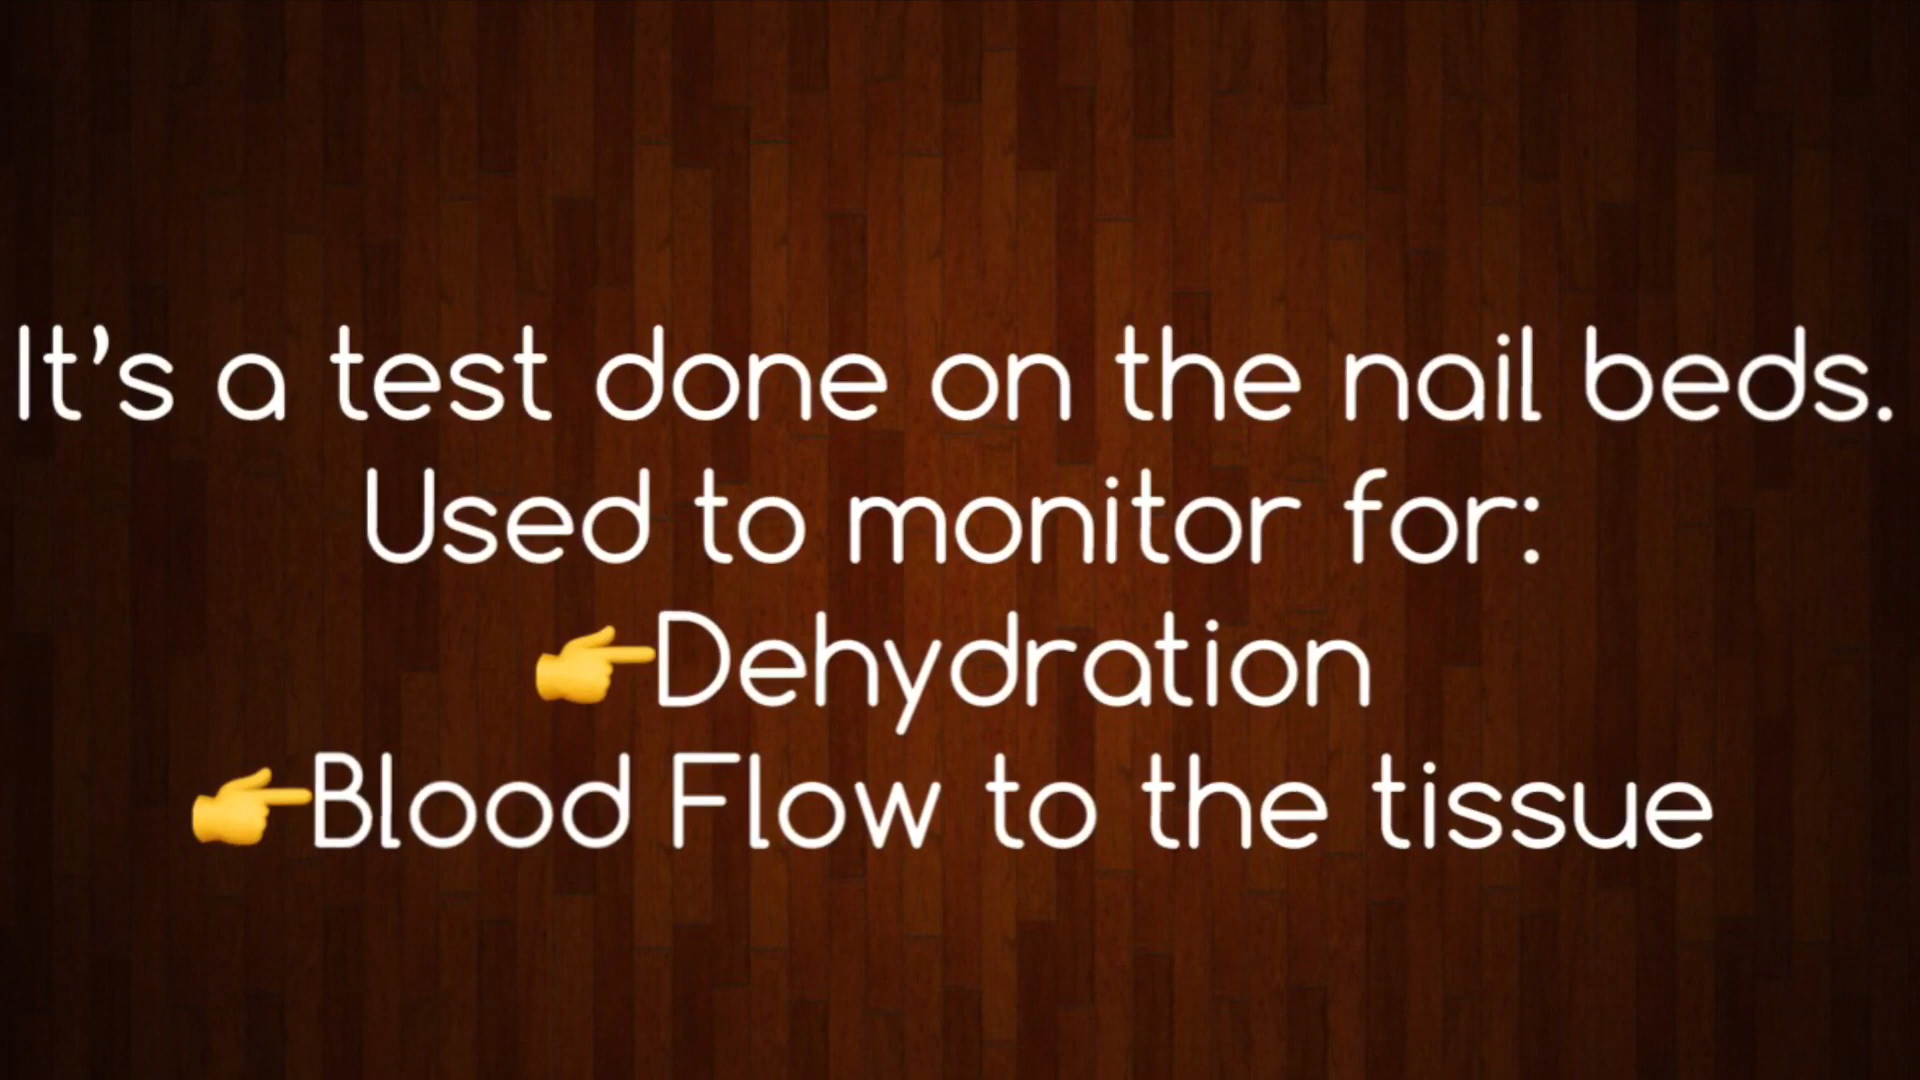 It’s a test done on the nail beds.
Used to monitor for:
👉Dehydration
👉Blood Flow to the tissue